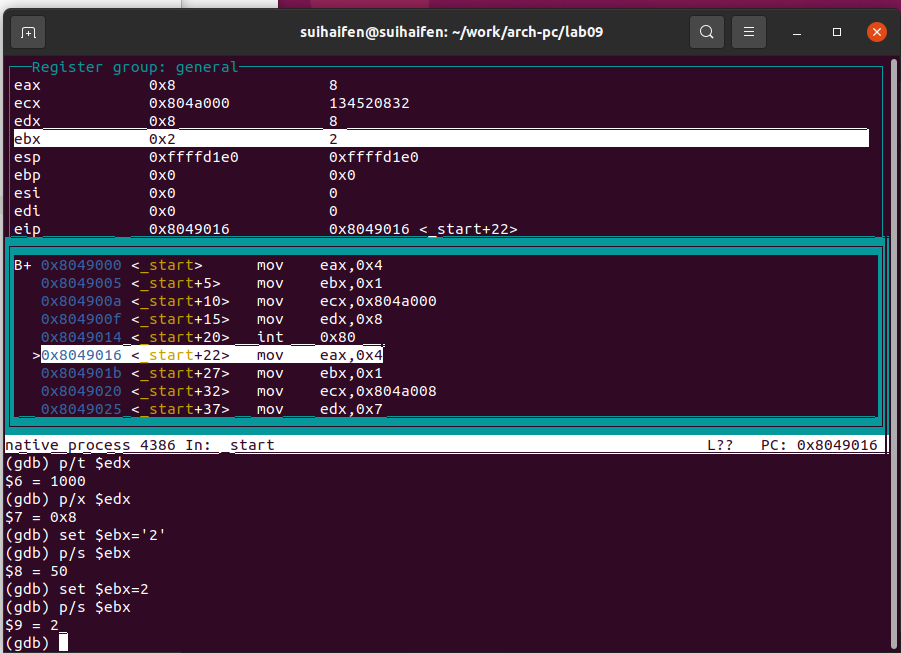 suihaifen@suihaifen: ~/work/arch-pc/lab09
Register group: general
eax 0x8 8
ecx 0x804a000 134520832
edx 0x8 8
ebx 0x2 2
esp 0xffffd1e0 0xffffd1e0
ebp 0x0 0x0
esi 0x0 0
edi 0x0 0
eip 0x8049016 0x8049016 <_start+22>
B+ 0x8049000 <_start> mov eax,0x4
0x8049005 <_start+5> mov ebx,0x1
0x804900a <_start+10> mov ecx,0x804a000
0x804900f <_start+15> mov edx,0x8
0x8049014 <_start+20> int 0x80
>0x8049016 <_start+22> mov eax,0x4
0x804901b <_start+27> mov ebx,0x1
0x8049020 <_start+32> mov ecx,0x804a008
0x8049025 <_start+37> mov edx,0x7
native process 4386 In: _start L?? PC: 0x8049016
(gdb) p/t $edx
$6 = 1000
(gdb) p/x $edx
$7 = 0x8
(gdb) set $ebx='2'
(gdb) p/s $ebx
$8 = 50
(gdb) set $ebx=2
(gdb) p/s $ebx
$9 = 2
(gdb)